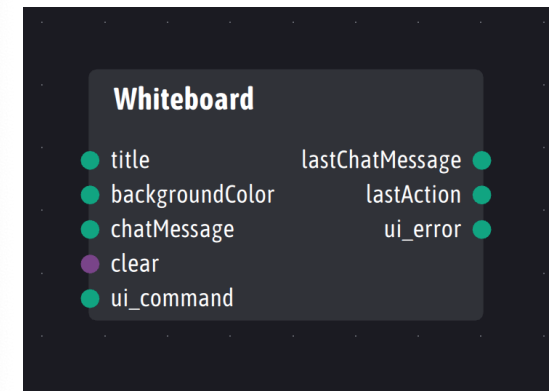 Whiteboard
title lastChatMessage
backgroundColor lastAction
chatMessage ui_error
clear
ui_command